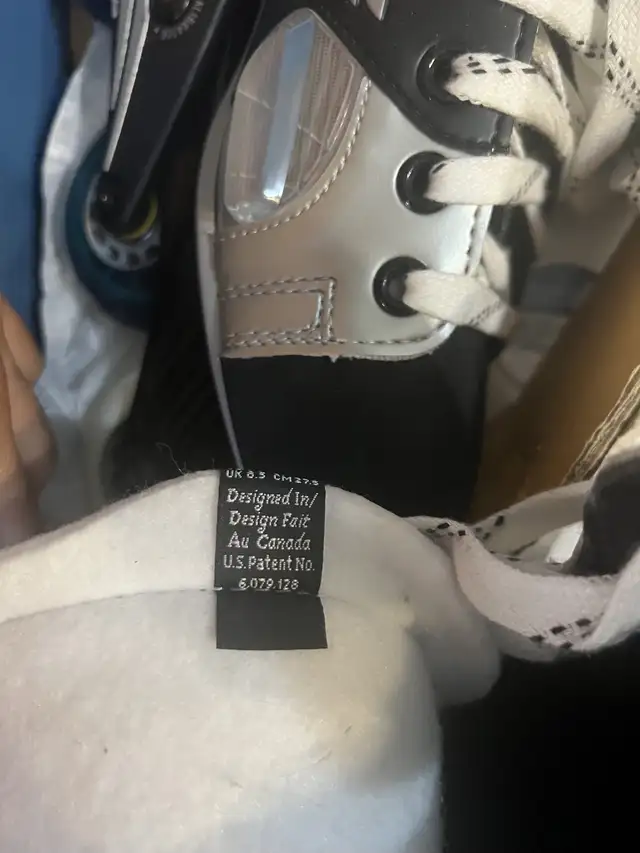 UK 8.5 CM 27.5
Designed In/
Design Fait
Au Canada
U.S. Patent No.
6,079,128